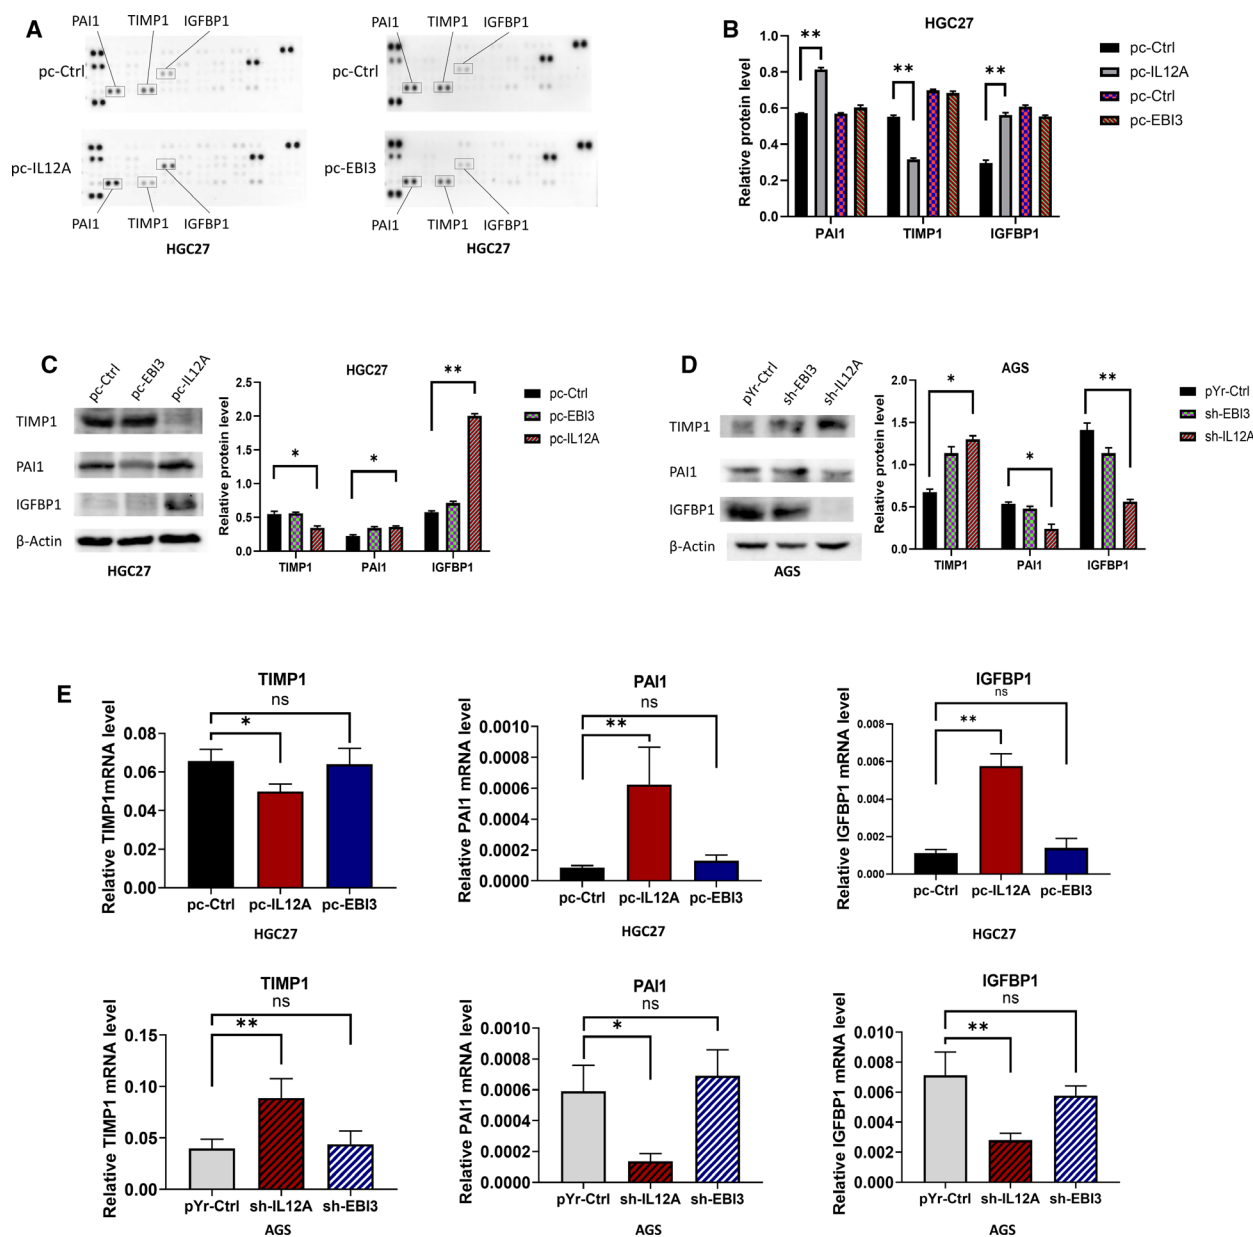 A
PAI1 TIMP1 IGFBP1
pc-Ctrl
pc-IL12A
PAI1 TIMP1 IGFBP1
HGC27
PAI1 TIMP1 IGFBP1
pc-Ctrl
pc-EBI3
PAI1 TIMP1 IGFBP1
HGC27
B
HGC27
Relative protein level
1.0
0.8
0.6
0.4
0.2
0.0
** ** **
PAI1 TIMP1 IGFBP1
pc-Ctrl
pc-IL12A
pc-Ctrl
pc-EBI3
C
pc-Ctrl pc-EBI3 pc-IL12A
TIMP1
PAI1
IGFBP1
β-Actin
HGC27
HGC27
Relative protein level
2.5
2.0
1.5
1.0
0.5
0.0
* * **
TIMP1 PAI1 IGFBP1
pc-Ctrl
pc-EBI3
pc-IL12A
D
pYr-Ctrl sh-EBI3 sh-IL12A
TIMP1
PAI1
IGFBP1
β-Actin
AGS
AGS
Relative protein level
2.0
1.5
1.0
0.5
0.0
* * **
TIMP1 PAI1 IGFBP1
pYr-Ctrl
sh-EBI3
sh-IL12A
E
TIMP1
ns
*
Relative TIMP1mRNA level
0.08
0.06
0.04
0.02
0.00
pc-Ctrl pc-IL12A pc-EBI3
HGC27
PAI1
ns
**
Relative PAI1 mRNA level
0.0010
0.0008
0.0006
0.0004
0.0002
0.0000
pc-Ctrl pc-IL12A pc-EBI3
HGC27
IGFBP1
ns
**
Relative IGFBP1 mRNA level
0.008
0.006
0.004
0.002
0.000
pc-Ctrl pc-IL12A pc-EBI3
HGC27
TIMP1
ns
**
Relative TIMP1 mRNA level
0.15
0.10
0.05
0.00
pYr-Ctrl sh-IL12A sh-EBI3
AGS
PAI1
ns
*
Relative PAI1 mRNA level
0.0010
0.0008
0.0006
0.0004
0.0002
0.0000
pYr-Ctrl sh-IL12A sh-EBI3
AGS
IGFBP1
ns
**
Relative IGFBP1 mRNA level
0.010
0.008
0.006
0.004
0.002
0.000
pYr-Ctrl sh-IL12A sh-EBI3
AGS